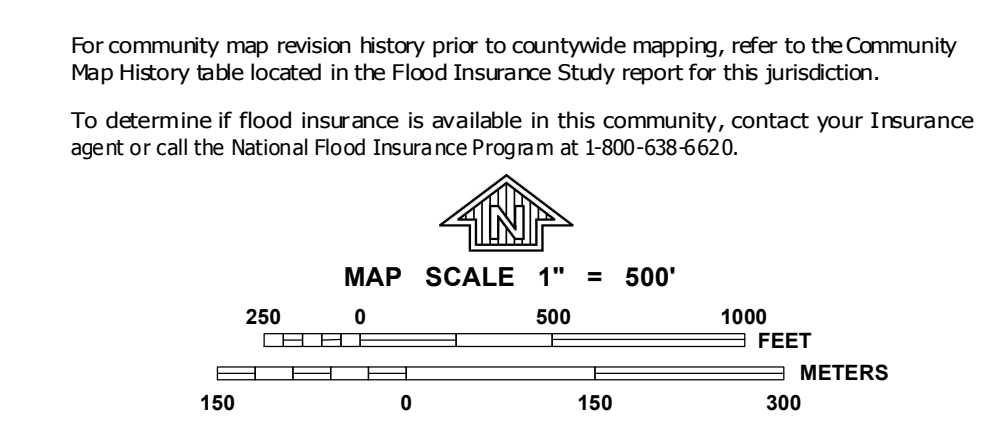 For community map revision history prior to countywide mapping, refer to the Community
Map History table located in the Flood Insurance Study report for this jurisdiction.
To determine if flood insurance is available in this community, contact your Insurance
agent or call the National Flood Insurance Program at 1-800-638-6620.
N
MAP SCALE 1" = 500'
250 0 500 1000
FEET
METERS
150 0 150 300